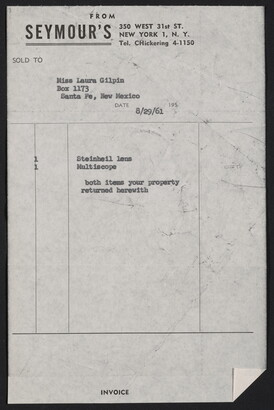 FROM
SEYMOUR'S
350 WEST 31st ST.
NEW YORK 1, N. Y.
Tel. CHickering 4-1150
SOLD TO
Miss Laura Gilpin
Box 1173
Santa Fe, New Mexico
DATE 8/29/61 195
1 Steinheil lens
1 Multiscope
both items your property
returned herewith
INVOICE